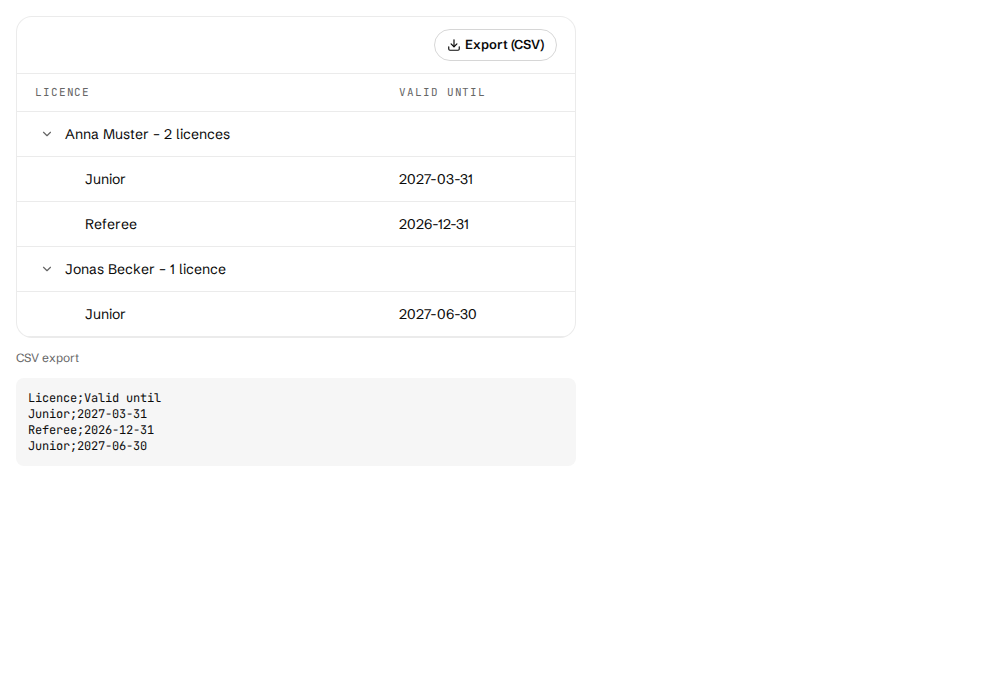 Export (CSV)
LICENCE VALID UNTIL
Anna Muster – 2 licences
Junior 2027-03-31
Referee 2026-12-31
Jonas Becker – 1 licence
Junior 2027-06-30
CSV export
Licence;Valid until
Junior;2027-03-31
Referee;2026-12-31
Junior;2027-06-30